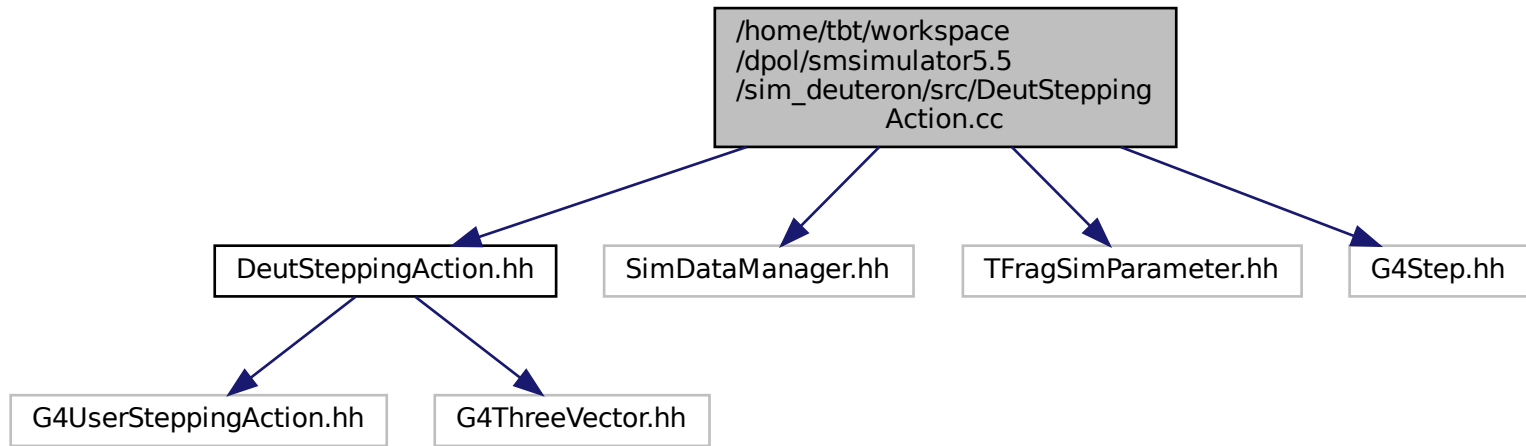 /home/tbt/workspace
/dpol/smsimulator5.5
/sim_deuteron/src/DeutStepping
Action.cc
DeutSteppingAction.hh
SimDataManager.hh
TFragSimParameter.hh
G4Step.hh
G4UserSteppingAction.hh
G4ThreeVector.hh